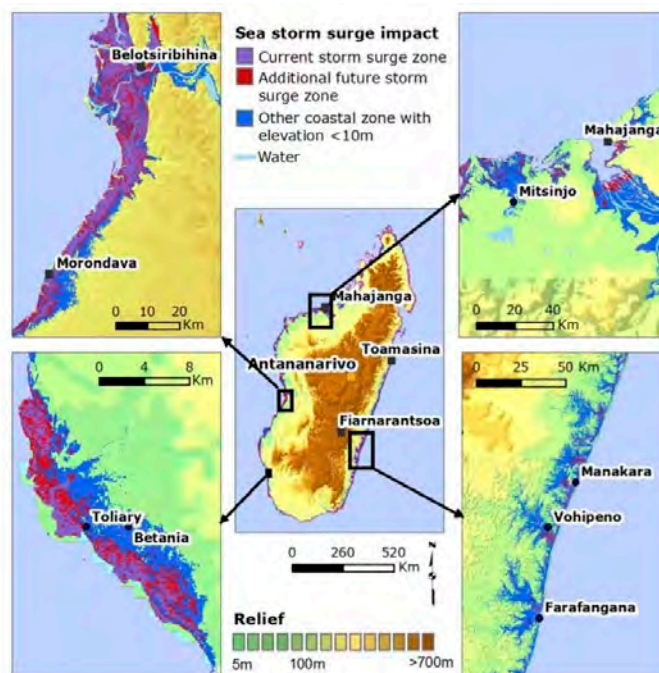 Belotsiribihina
Morondava
0 10 20
Km
Sea storm surge impact
Current storm surge zone
Additional future storm
surge zone
Other coastal zone with
elevation <10m
Water
Mahajanga
Mitsinjo
0 20 40
Km
Mahajanga
Toamasina
Antananarivo
Fiarnarantsoa
0 260 520
Km
N
0 4 8
Km
Toliary
Betania
0 25 50
Km
Manakara
Vohipeno
Farafangana
Relief
5m 100m >700m